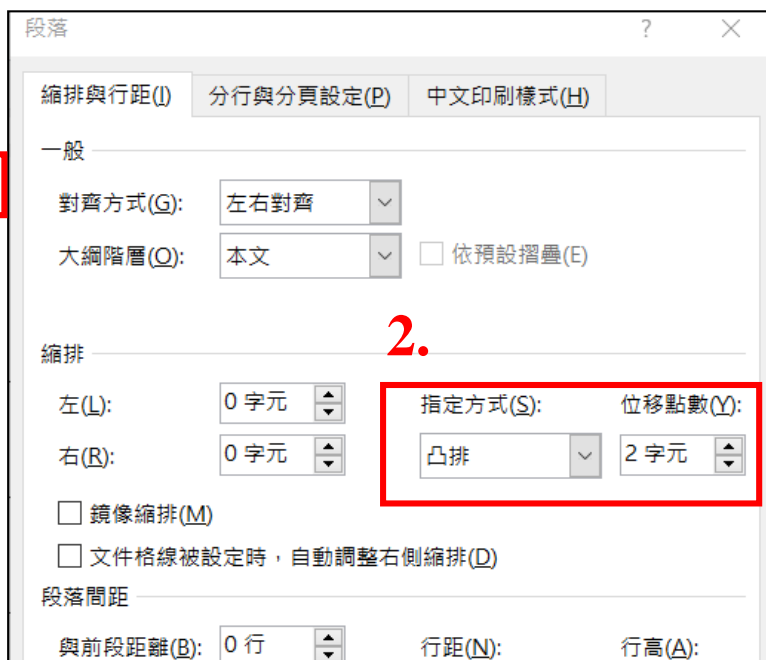 段落 ?
縮排與行距(I) 分行與分頁設定(P) 中文印刷樣式(H)
一般
對齊方式(G): 左右對齊
大綱階層(O): 本文 依預設摺疊(E)
2.
縮排
左(L): 0 字元 指定方式(S): 位移點數(Y):
右(R): 0 字元 凸排 2 字元
鏡像縮排(M)
文件格線被設定時，自動調整右側縮排(D)
段落間距
與前段距離(B): 0 行 行距(N): 行高(A):